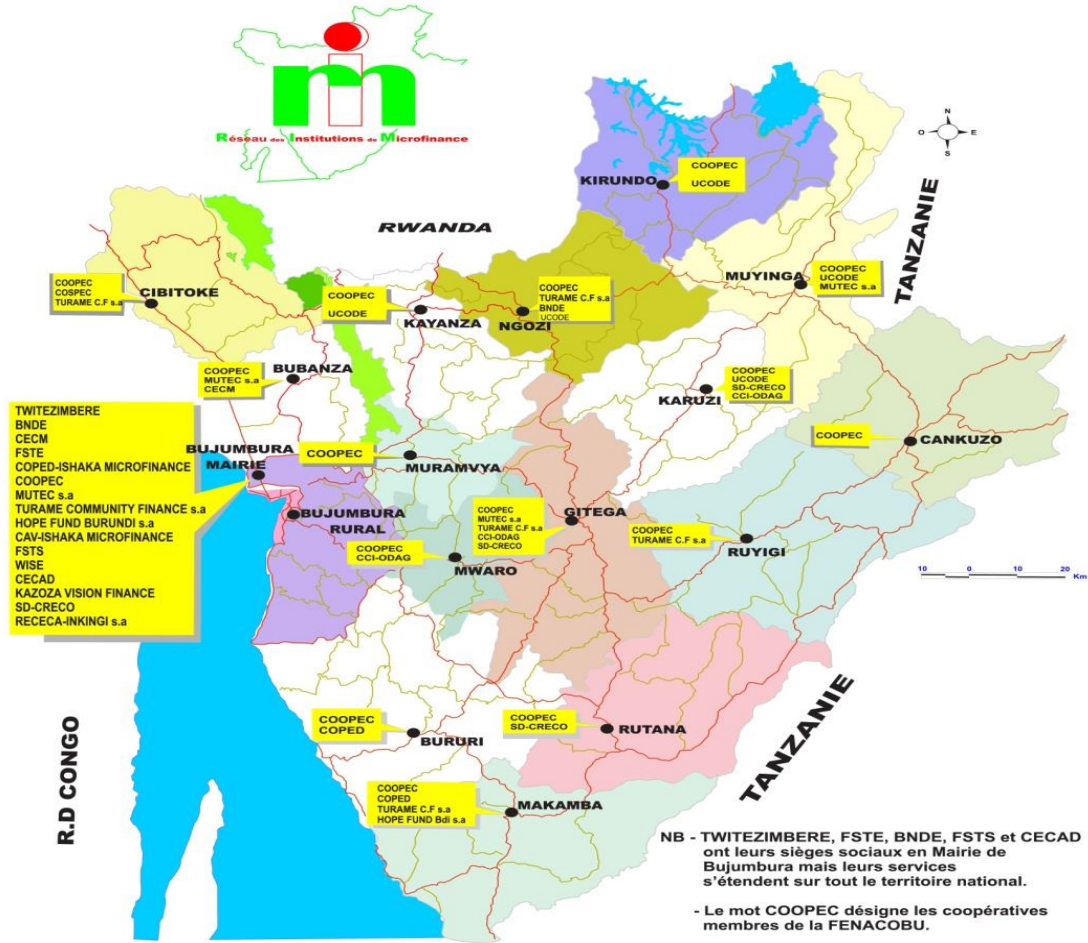 Réseau des Institutions de Microfinance
N
O
E
S
COOPEC
UCODE
KIRUNDO
RWANDA
TANZANIE
COOPEC
COSPEC
TURAME C.F s.a
CIBITOKE
COOPEC
UCODE
KAYANZA
COOPEC
TURAME C.F s.a
BNDE
UCODE
NGOZI
MUYINGA
COOPEC
UCODE
MUTEC s.a
COOPEC
MUTEC s.a
CECM
BUBANZA
COOPEC
UCODE
SD-CRECO
CCI-ODAG
KARUZI
TWITEZIMBERE
BNDE
CECM
FSTE
COPED-ISHAKA MICROFINANCE
COOPEC
MUTEC s.a
TURAME COMMUNITY FINANCE s.a
HOPE FUND BURUNDI s.a
CAV-ISHAKA MICROFINANCE
FSTS
WISE
CECAD
KAZOZA VISION FINANCE
SD-CRECO
RECECA-INKINGI s.a
BUJUMBURA
MAIRIE
COOPEC
MURAMVYA
COOPEC
CANKUZO
BUJUMBURA
RURAL
COOPEC
CCI-ODAG
MWARO
COOPEC
MUTEC s.a
TURAME C.F s.a
CCI-ODAG
SD-CRECO
GITEGA
COOPEC
TURAME C.F s.a
RUYIGI
10 0 10 20
Km
R.D CONGO
COOPEC
COPED
BURURI
COOPEC
SD-CRECO
RUTANA
TANZANIE
COOPEC
COPED
TURAME C.F s.a
HOPE FUND Bdi s.a
MAKAMBA
NB - TWITEZIMBERE, FSTE, BNDE, FSTS et CECAD
ont leurs sièges sociaux en Mairie de
Bujumbura mais leurs services
s'étendent sur tout le territoire national.
- Le mot COOPEC désigne les coopératives
membres de la FENACOBU.